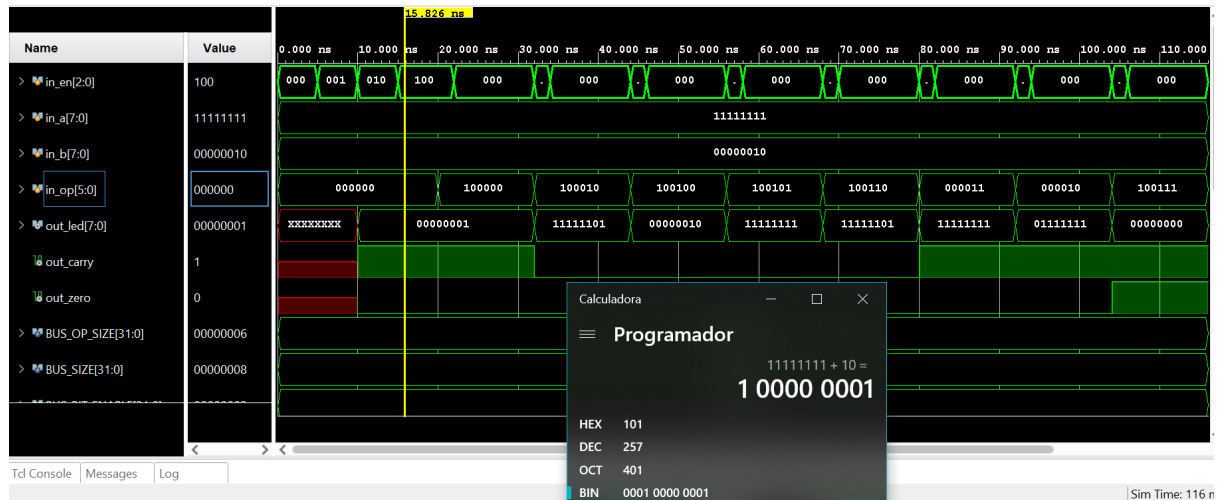 15.826 ns
Name Value
0.000 ns 10.000 ns 20.000 ns 30.000 ns 40.000 ns 50.000 ns 60.000 ns 70.000 ns 80.000 ns 90.000 ns 100.000 ns 110.000
in_en[2:0] 100 000 001 010 100 000 . 000 . 000 . 000 . 000 . 000 . 000 . 000
in_a[7:0] 11111111 11111111
in_b[7:0] 00000010 00000010
in_op[5:0] 000000 000000 100000 100010 100100 100101 100110 000011 000010 100111
out_led[7:0] 00000001 XXXXXXXX 00000001 11111101 00000010 11111111 11111101 11111111 01111111 00000000
out_carry 1
out_zero 0
BUS_OP_SIZE[31:0] 00000006
BUS_SIZE[31:0] 00000008
Calculadora
Programador
11111111 + 10 =
1 0000 0001
HEX 101
DEC 257
OCT 401
BIN 0001 0000 0001
Tcl Console Messages Log
Sim Time: 116